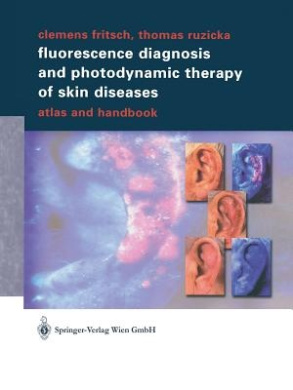 clemens fritsch, thomas ruzicka
fluorescence diagnosis
and photodynamic therapy
of skin diseases
atlas and handbook
Springer-Verlag Wien GmbH